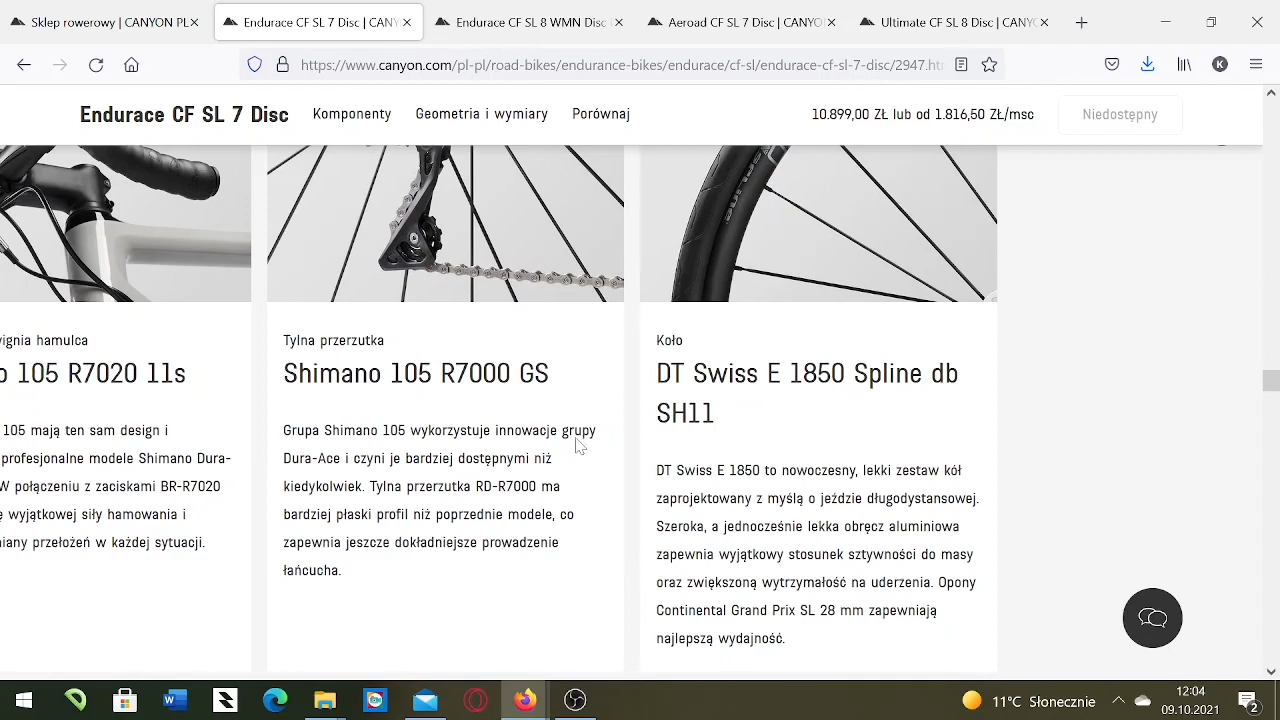 Sklep rowerowy | CANYON PL
Endurace CF SL 7 Disc | CANY
Endurace CF SL 8 WMN Disc
Aeroad CF SL 7 Disc | CANYO
Ultimate CF SL 8 Disc | CANY
https://www.canyon.com/pl-pl/road-bikes/endurance-bikes/endurace/cf-sl/endurace-cf-sl-7-disc/2947.htm
K
Endurace CF SL 7 Disc
Komponenty
Geometria i wymiary
Porównaj
10.899,00 ZŁ lub od 1.816,50 ZŁ/msc
Niedostępny
vignia hamulca
o 105 R7020 11s
105 mają ten sam design i
profesjonalne modele Shimano Dura-
W połączeniu z zaciskami BR-R7020
ę wyjątkowej siły hamowania i
niany przełożeń w każdej sytuacji.
Tylna przerzutka
Shimano 105 R7000 GS
Grupa Shimano 105 wykorzystuje innowacje grupy
Dura-Ace i czyni je bardziej dostępnymi niż
kiedykolwiek. Tylna przerzutka RD-R7000 ma
bardziej płaski profil niż poprzednie modele, co
zapewnia jeszcze dokładniejsze prowadzenie
łańcucha.
Koło
DT Swiss E 1850 Spline db
SH11
DT Swiss E 1850 to nowoczesny, lekki zestaw kół
zaprojektowany z myślą o jeździe długodystansowej.
Szeroka, a jednocześnie lekka obręcz aluminiowa
zapewnia wyjątkowy stosunek sztywności do masy
oraz zwiększoną wytrzymałość na uderzenia. Opony
Continental Grand Prix SL 28 mm zapewniają
najlepszą wydajność.
11°C Słonecznie
12:04
09.10.2021
2